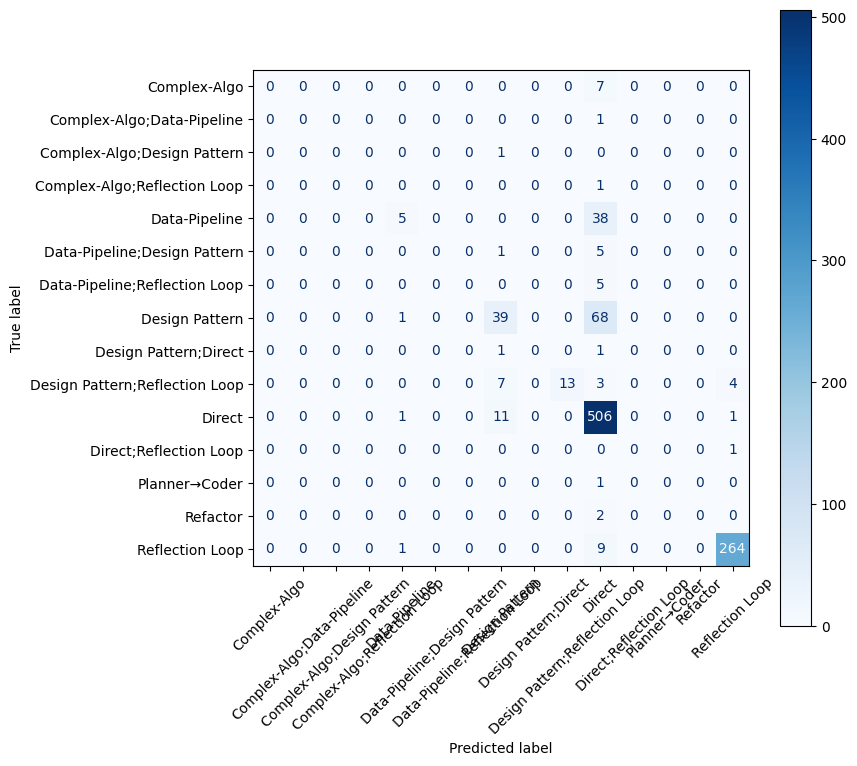 Complex-Algo 0 0 0 0 0 0 0 0 0 0 7 0 0 0 0
Complex-Algo;Data-Pipeline 0 0 0 0 0 0 0 0 0 0 1 0 0 0 0
Complex-Algo;Design Pattern 0 0 0 0 0 0 0 1 0 0 0 0 0 0 0
Complex-Algo;Reflection Loop 0 0 0 0 0 0 0 0 0 0 1 0 0 0 0
Data-Pipeline 0 0 0 0 5 0 0 0 0 0 38 0 0 0 0
Data-Pipeline;Design Pattern 0 0 0 0 0 0 0 1 0 0 5 0 0 0 0
Data-Pipeline;Reflection Loop 0 0 0 0 0 0 0 0 0 0 5 0 0 0 0
Design Pattern 0 0 0 0 1 0 0 39 0 0 68 0 0 0 0
Design Pattern;Direct 0 0 0 0 0 0 0 1 0 0 1 0 0 0 0
Design Pattern;Reflection Loop 0 0 0 0 0 0 0 7 0 13 3 0 0 0 4
Direct 0 0 0 0 1 0 0 11 0 0 506 0 0 0 1
Direct;Reflection Loop 0 0 0 0 0 0 0 0 0 0 0 0 0 0 1
Planner→Coder 0 0 0 0 0 0 0 0 0 0 1 0 0 0 0
Refactor 0 0 0 0 0 0 0 0 0 0 2 0 0 0 0
Reflection Loop 0 0 0 0 1 0 0 0 0 0 9 0 0 0 264
True label
Complex-Algo
Complex-Algo;Data-Pipeline
Complex-Algo;Design Pattern
Complex-Algo;Reflection Loop
Data-Pipeline
Data-Pipeline;Design Pattern
Data-Pipeline;Reflection Loop
Design Pattern
Design Pattern;Direct
Design Pattern;Reflection Loop
Direct
Direct;Reflection Loop
Planner→Coder
Refactor
Reflection Loop
Predicted label
500
400
300
200
100
0